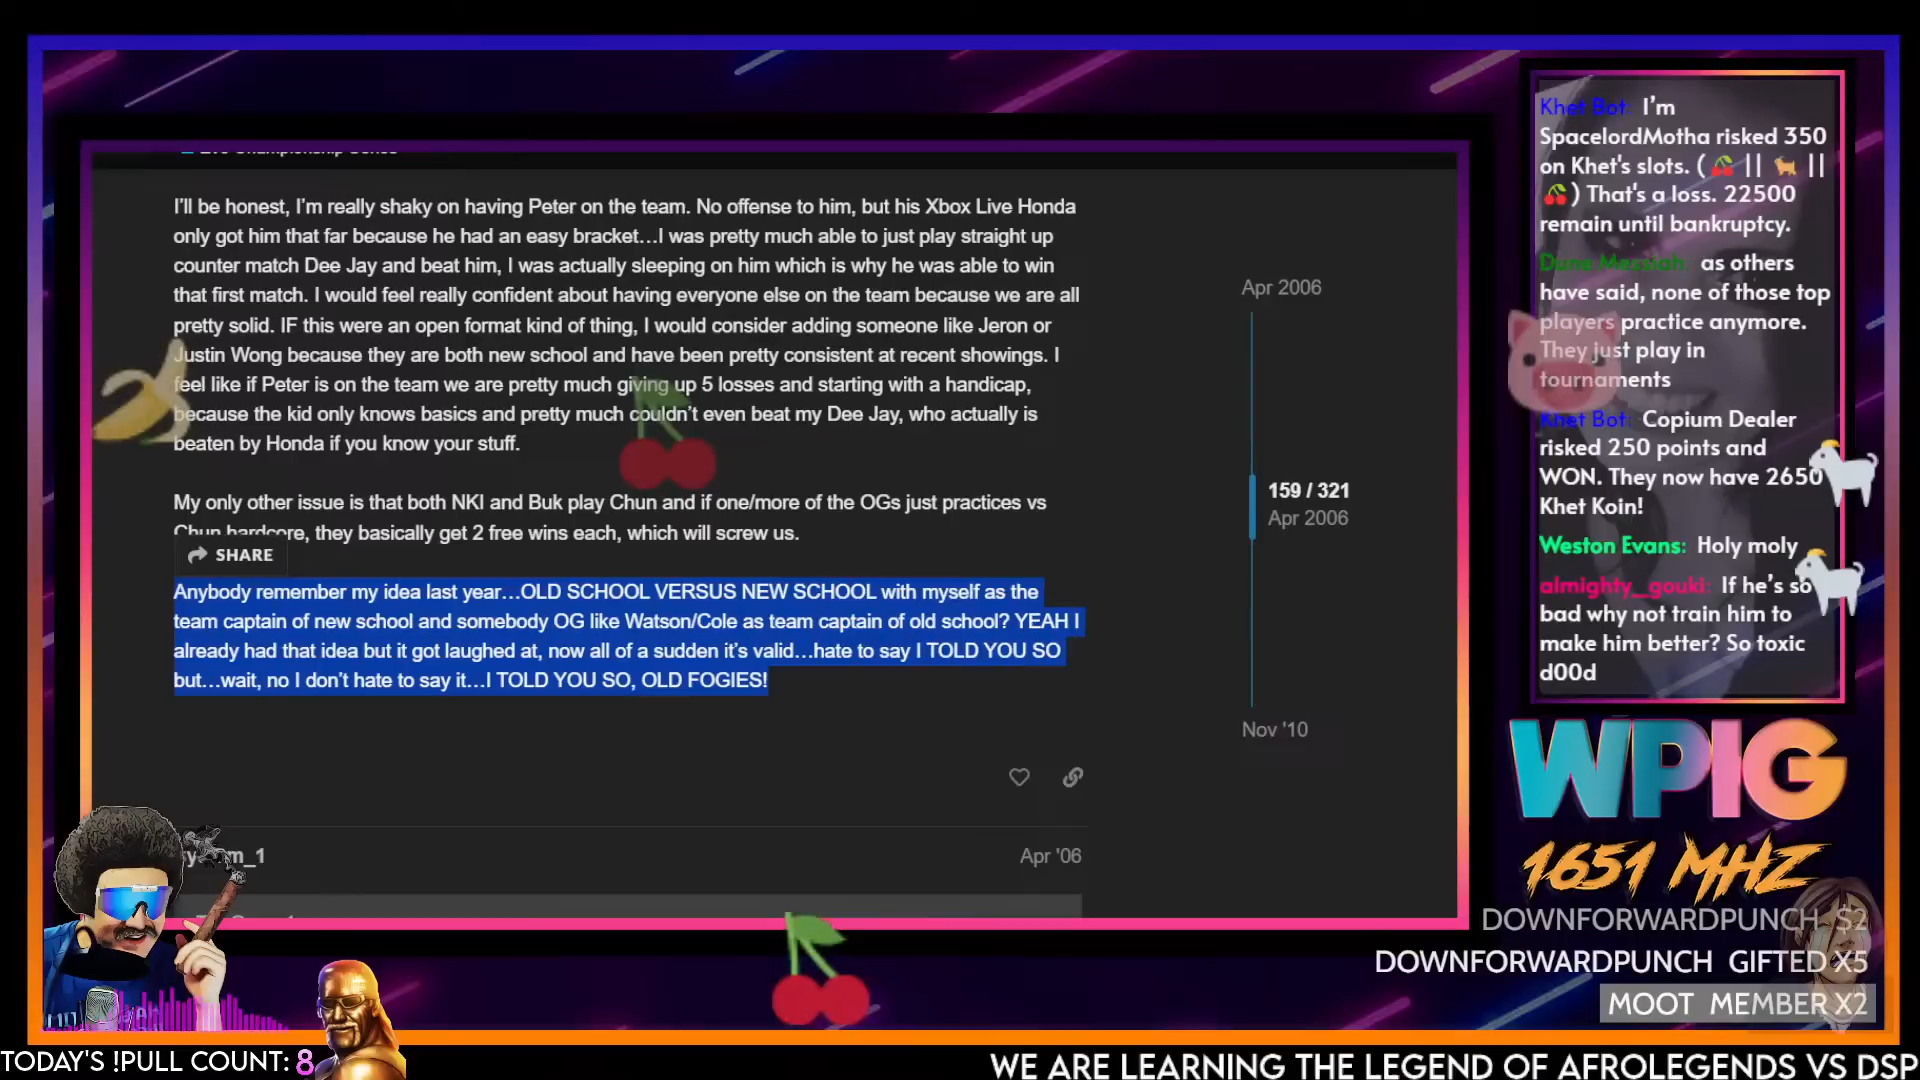 Evo Championship Series
I'll be honest, I'm really shaky on having Peter on the team. No offense to him, but his Xbox Live Honda
only got him that far because he had an easy bracket…I was pretty much able to just play straight up
counter match Dee Jay and beat him, I was actually sleeping on him which is why he was able to win
that first match. I would feel really confident about having everyone else on the team because we are all
pretty solid. IF this were an open format kind of thing, I would consider adding someone like Jeron or
Justin Wong because they are both new school and have been pretty consistent at recent showings. I
feel like if Peter is on the team we are pretty much giving up 5 losses and starting with a handicap,
because the kid only knows basics and pretty much couldn't even beat my Dee Jay, who actually is
beaten by Honda if you know your stuff.
My only other issue is that both NKI and Buk play Chun and if one/more of the OGs just practices vs
Chun hardcore, they basically get 2 free wins each, which will screw us.
SHARE
Anybody remember my idea last year…OLD SCHOOL VERSUS NEW SCHOOL with myself as the
team captain of new school and somebody OG like Watson/Cole as team captain of old school? YEAH I
already had that idea but it got laughed at, now all of a sudden it's valid…hate to say I TOLD YOU SO
but…wait, no I don't hate to say it…I TOLD YOU SO, OLD FOGIES!
Apr '06
Apr 2006
159 / 321
Apr 2006
Nov '10
Khet Bot: I'm
SpacelordMotha risked 350
on Khet's slots. ( 🍒 || 🐕 ||
🍒 ) That's a loss. 22500
remain until bankruptcy.
Dune Messiah: as others
have said, none of those top
players practice anymore.
They just play in
tournaments
Khet Bot: Copium Dealer
risked 250 points and
WON. They now have 2650
Khet Koin!
Weston Evans: Holy moly
almighty_gouki: If he's so
bad why not train him to
make him better? So toxic
d00d
WPIG
1651 MHZ
DOWNFORWARDPUNCH $2
DOWNFORWARDPUNCH GIFTED X5
MOOT MEMBER X2
TODAY'S !PULL COUNT: 8
WE ARE LEARNING THE LEGEND OF AFROLEGENDS VS DSP